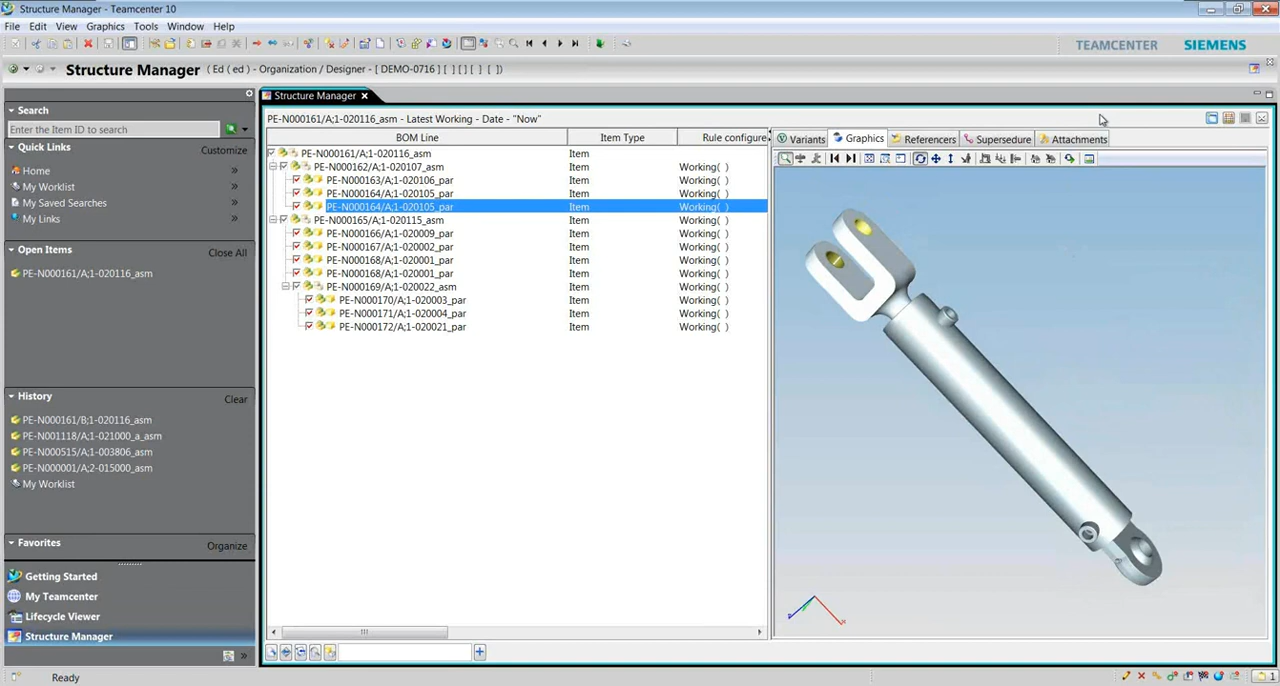 Structure Manager - Teamcenter 10
File Edit View Graphics Tools Window Help
TEAMCENTER SIEMENS
Structure Manager ( Ed ( ed ) - Organization / Designer - [ DEMO-0716 ] [ ] [ ] [ ] [ ] )
Search
Enter the Item ID to search
Quick Links Customize
Home
My Worklist
My Saved Searches
My Links
Open Items Close All
PE-N000161/A;1-020116_asm
History Clear
PE-N000161/B;1-020116_asm
PE-N001118/A;1-021000_a_asm
PE-N000515/A;1-003806_asm
PE-N000001/A;2-015000_asm
My Worklist
Favorites Organize
Getting Started
My Teamcenter
Lifecycle Viewer
Structure Manager
Structure Manager
PE-N000161/A;1-020116_asm - Latest Working - Date - "Now"
BOM Line Item Type Rule configure
PE-N000161/A;1-020116_asm Item
PE-N000162/A;1-020107_asm Item Working( )
PE-N000163/A;1-020106_par Item Working( )
PE-N000164/A;1-020105_par Item Working( )
PE-N000164/A;1-020105_par Item Working( )
PE-N000165/A;1-020115_asm Item Working( )
PE-N000166/A;1-020009_par Item Working( )
PE-N000167/A;1-020002_par Item Working( )
PE-N000168/A;1-020001_par Item Working( )
PE-N000168/A;1-020001_par Item Working( )
PE-N000169/A;1-020022_asm Item Working( )
PE-N000170/A;1-020003_par Item Working( )
PE-N000171/A;1-020004_par Item Working( )
PE-N000172/A;1-020021_par Item Working( )
Variants Graphics Referencers Supersedure Attachments
Ready
1